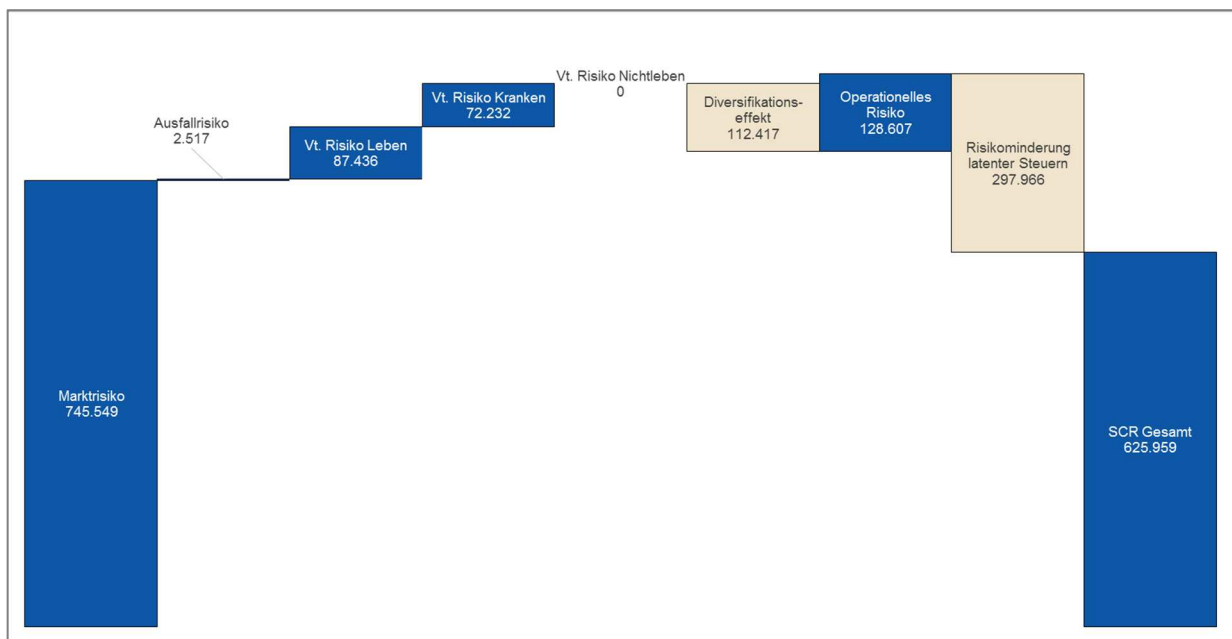 Marktrisiko
745.549
Ausfallrisiko
2.517
Vt. Risiko Leben
87.436
Vt. Risiko Kranken
72.232
Vt. Risiko Nichtleben
0
Diversifikations-
effekt
112.417
Operationelles
Risiko
128.607
Risikominderung
latenter Steuern
297.966
SCR Gesamt
625.959